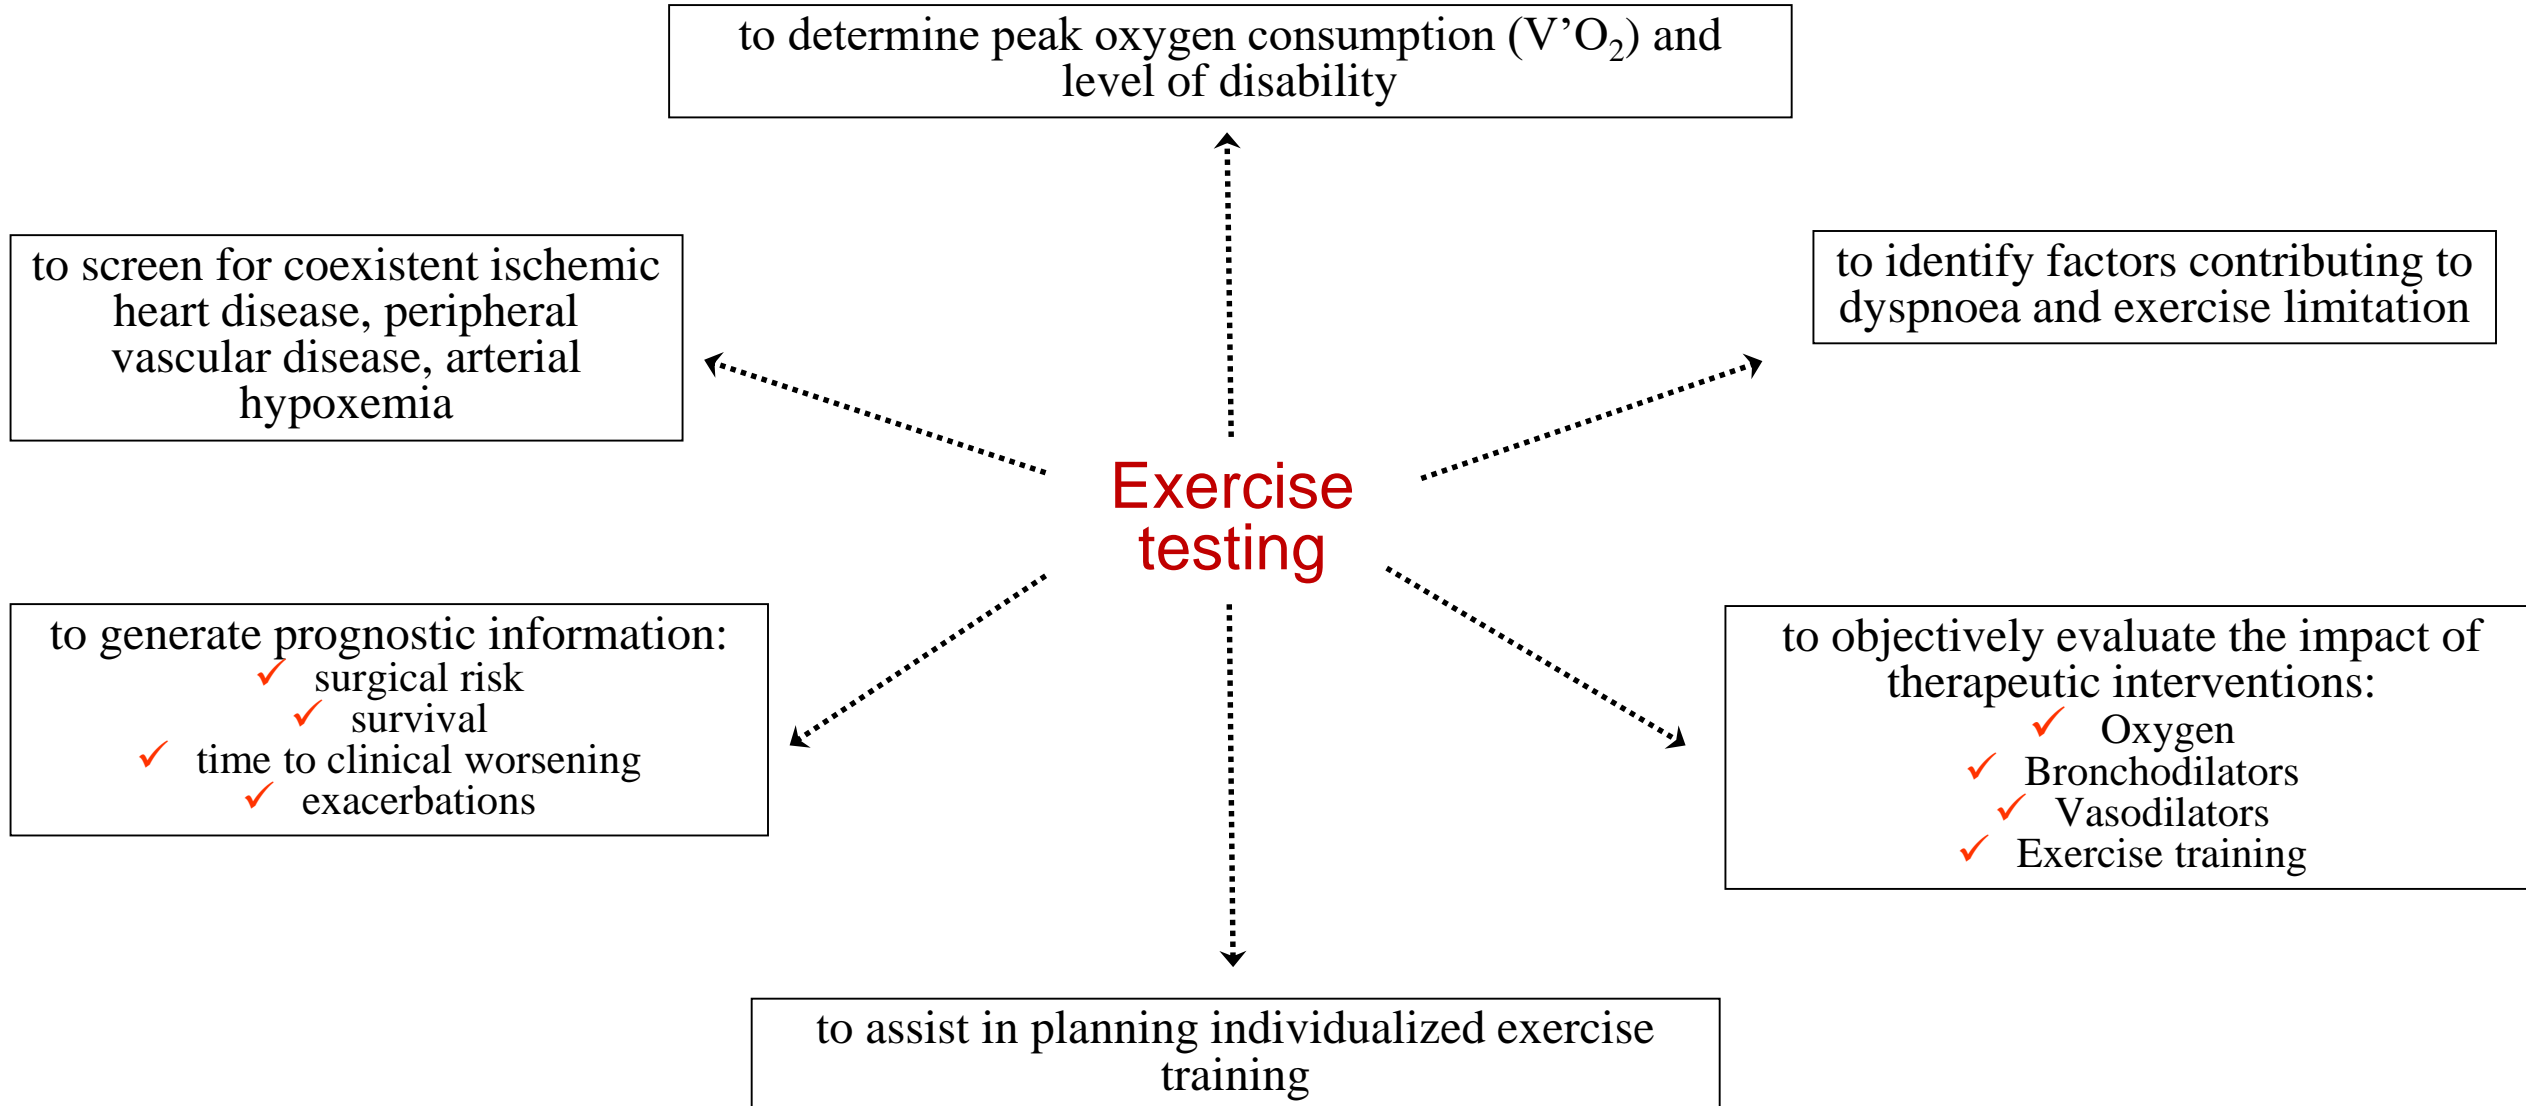 to determine peak oxygen consumption (V’O₂) and
level of disability
to screen for coexistent ischemic
heart disease, peripheral
vascular disease, arterial
hypoxemia
to identify factors contributing to
dyspnoea and exercise limitation
Exercise
testing
to generate prognostic information:
✓ surgical risk
✓ survival
✓ time to clinical worsening
✓ exacerbations
to objectively evaluate the impact of
therapeutic interventions:
✓ Oxygen
✓ Bronchodilators
✓ Vasodilators
✓ Exercise training
to assist in planning individualized exercise
training